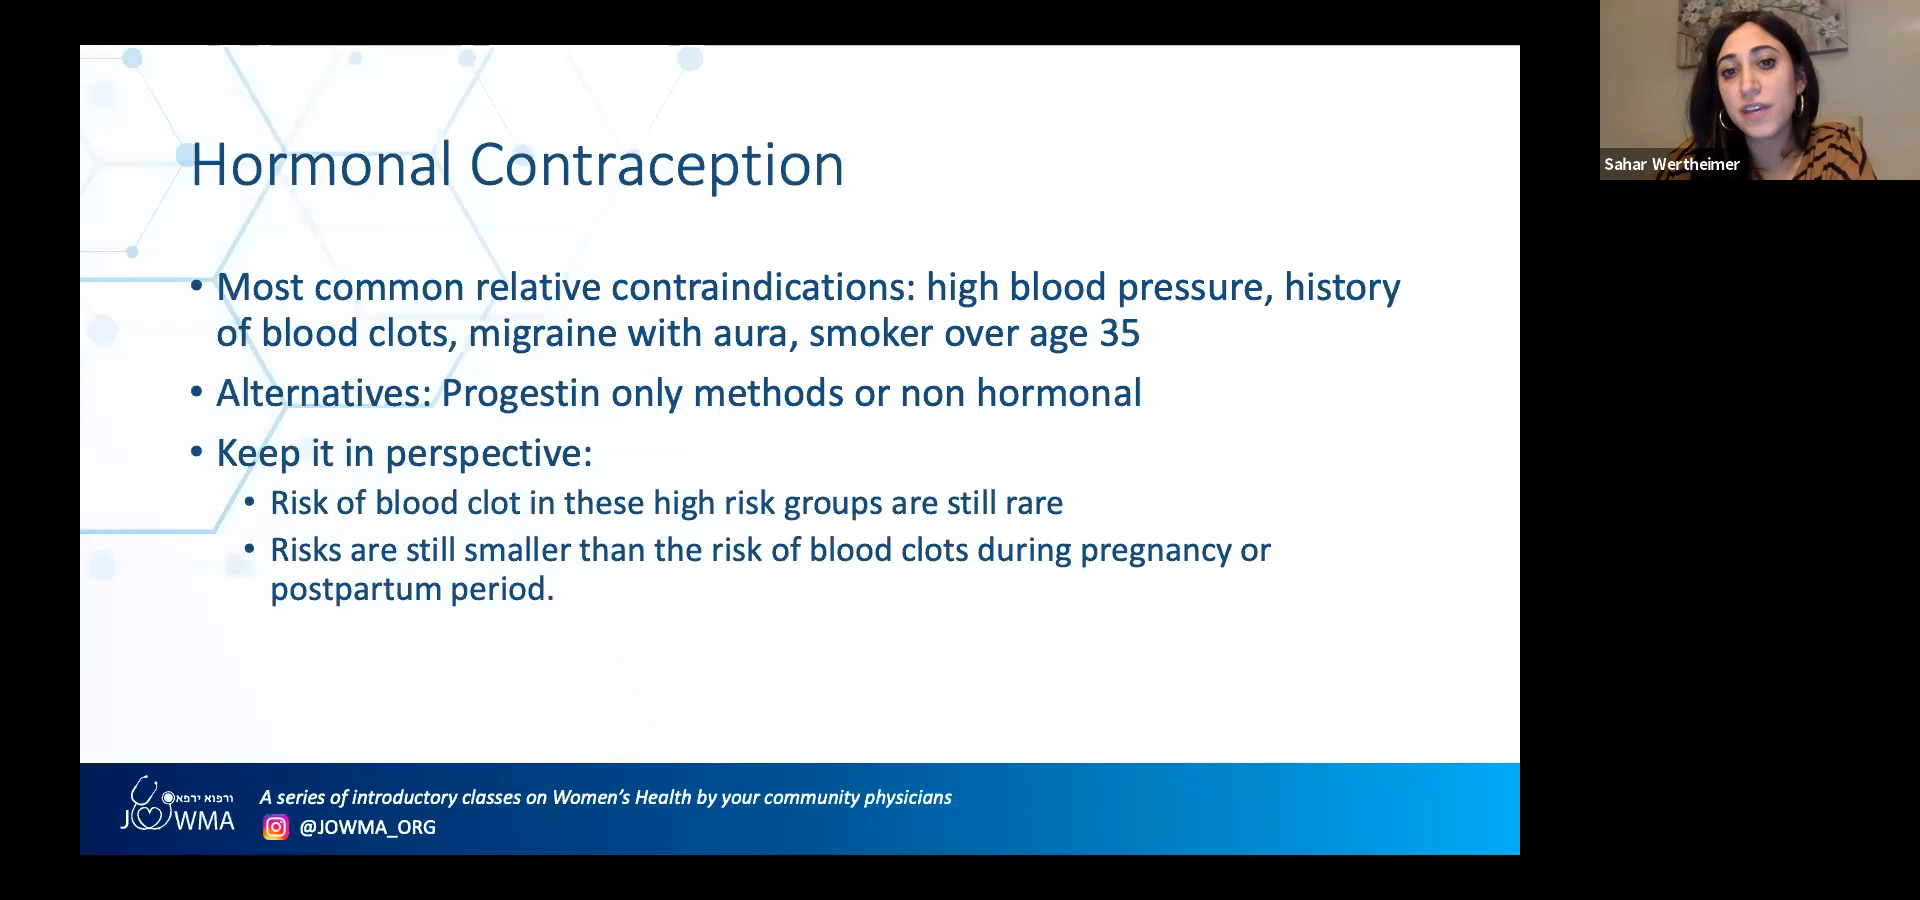 Hormonal Contraception
• Most common relative contraindications: high blood pressure, history
of blood clots, migraine with aura, smoker over age 35
• Alternatives: Progestin only methods or non hormonal
• Keep it in perspective:
• Risk of blood clot in these high risk groups are still rare
• Risks are still smaller than the risk of blood clots during pregnancy or
postpartum period.
Sahar Wertheimer
ורפוא ירפא
JOWMA
A series of introductory classes on Women's Health by your community physicians
@JOWMA_ORG